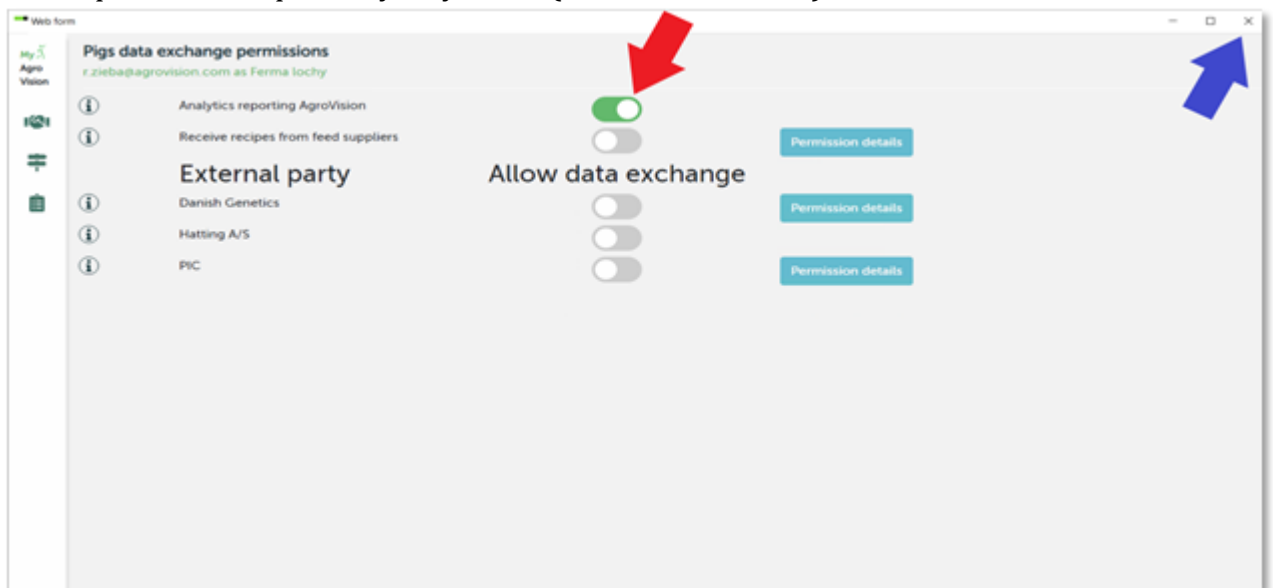 Web form
My
Agro
Vision
Pigs data exchange permissions
r.zieba@agrovision.com as Ferma lochy
Analytics reporting AgroVision
Receive recipes from feed suppliers
Permission details
External party Allow data exchange
Danish Genetics
Permission details
Hatting A/S
PIC
Permission details